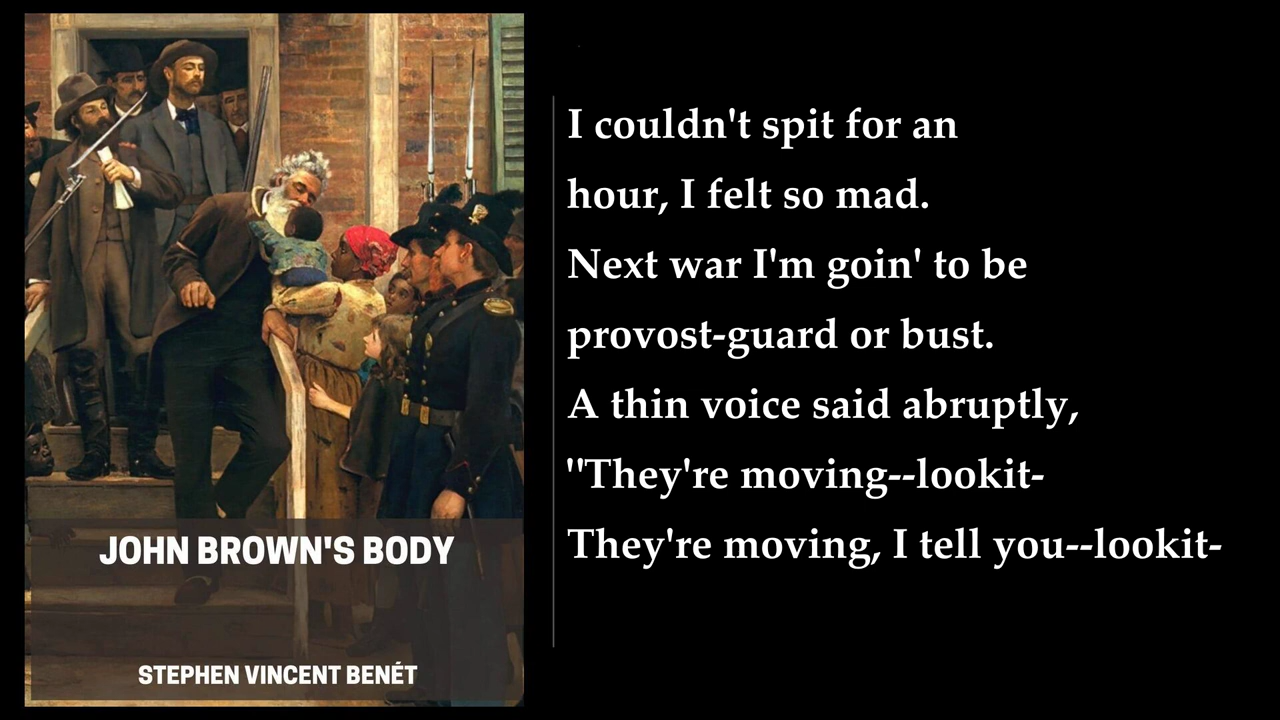 JOHN BROWN'S BODY
STEPHEN VINCENT BENÉT
I couldn't spit for an
hour, I felt so mad.
Next war I'm goin' to be
provost-guard or bust.
A thin voice said abruptly,
"They're moving--lookit-
They're moving, I tell you--lookit-